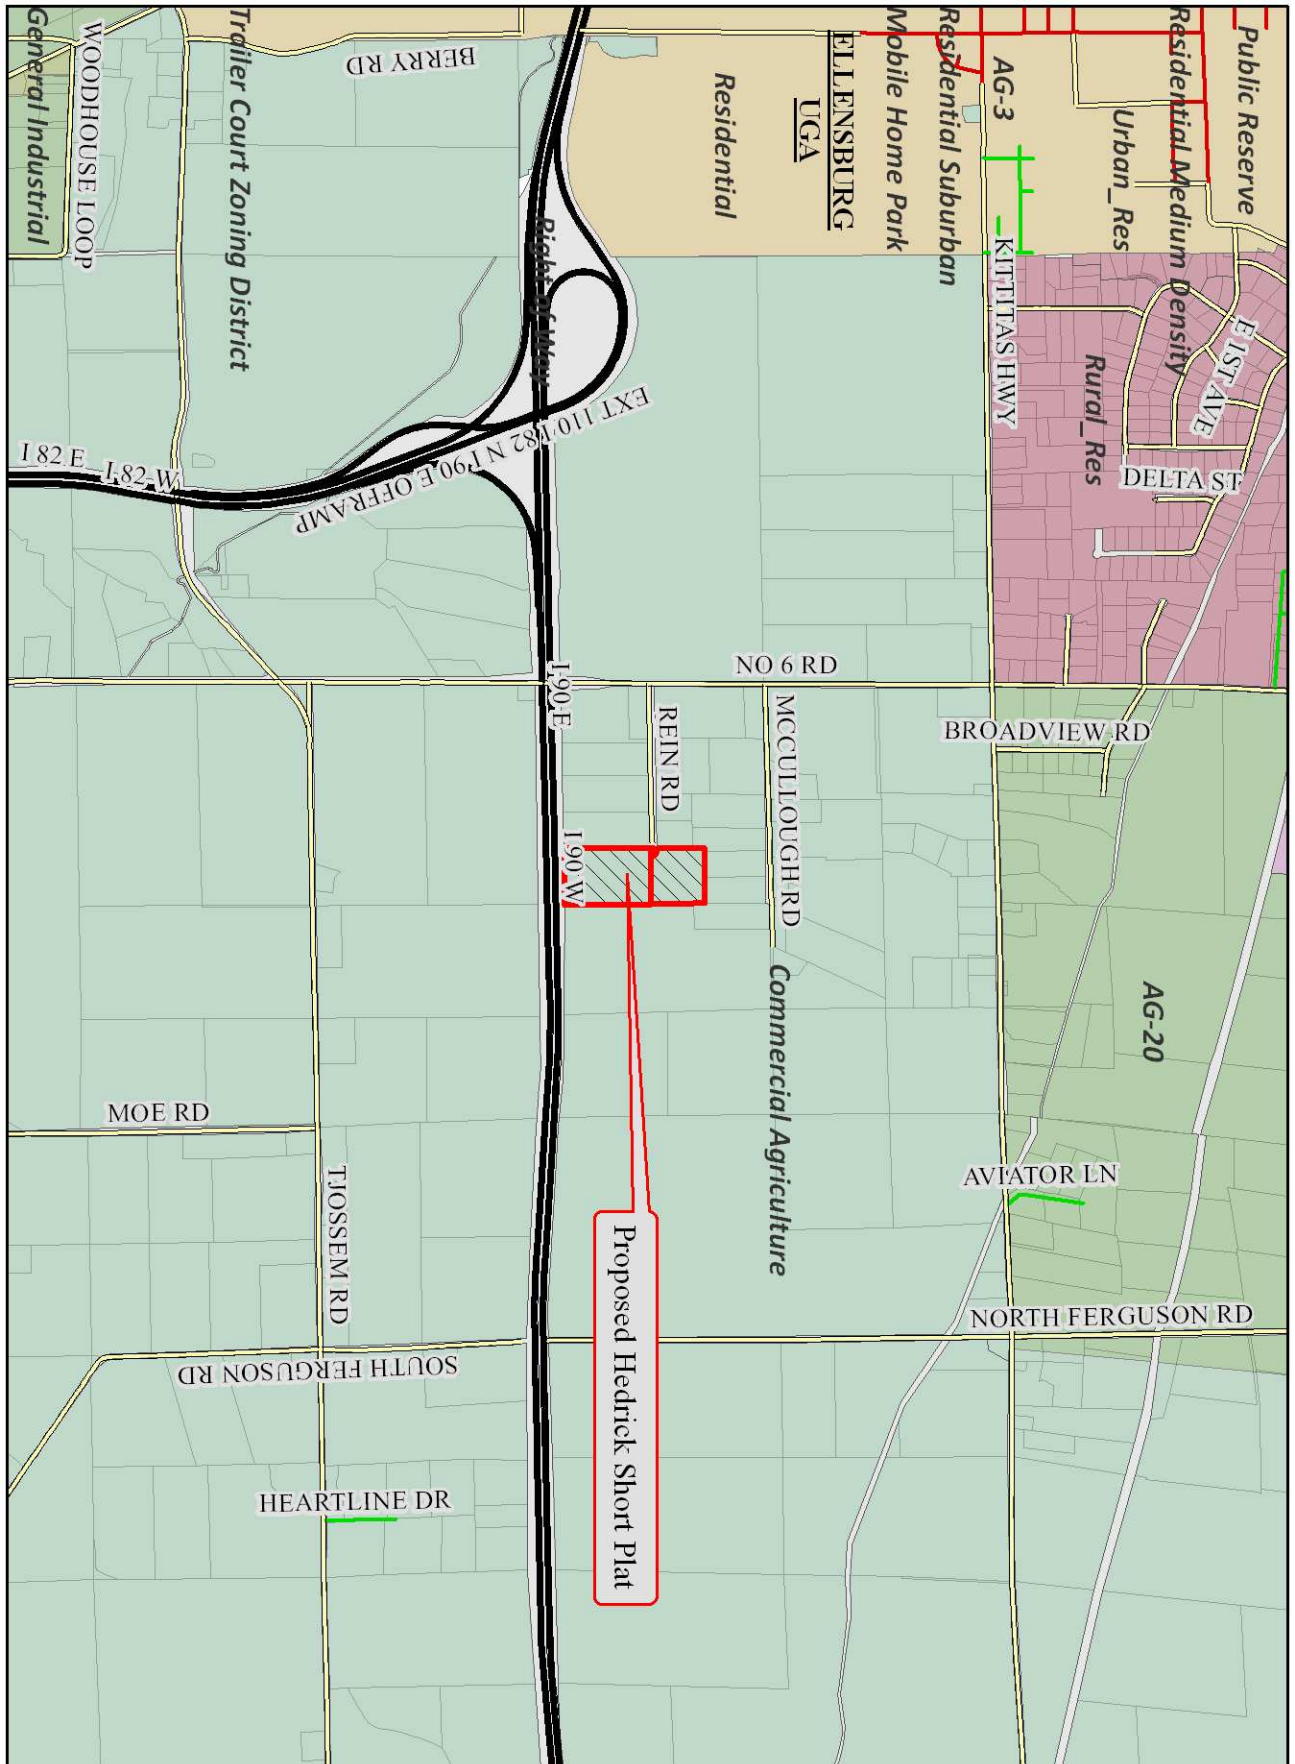 Public Reserve
Residential Medium Density
Urban_Res
AG-3
Residential Suburban
Mobile Home Park
ELLENSBURG
UGA
Residential
BERRY RD
Trailer Court Zoning District
WOODHOUSE LOOP
General Industrial
E 1ST AVE
DELTA ST
Rural_Res
KITTITAS HWY
Right of Way
EXT 110 I 82 N I 90 E OFFRAMP
I 82 E
I 82 W
NO 6 RD
BROADVIEW RD
MCCULLOUGH RD
REIN RD
I 90 E
I 90 W
AG-20
Commercial Agriculture
AVIATOR LN
MOE RD
TJOSSEM RD
Proposed Hedrick Short Plat
NORTH FERGUSON RD
SOUTH FERGUSON RD
HEARTLINE DR